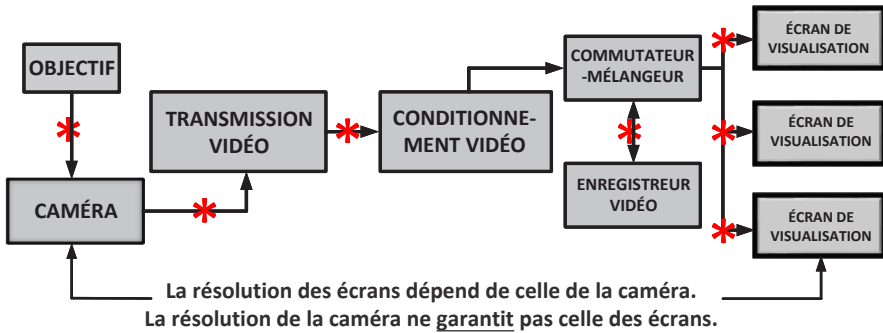 OBJECTIF
CAMÉRA
TRANSMISSION
VIDÉO
CONDITIONNE-
MENT VIDÉO
COMMUTATEUR
-MÉLANGEUR
ENREGISTREUR
VIDÉO
ÉCRAN DE
VISUALISATION
ÉCRAN DE
VISUALISATION
ÉCRAN DE
VISUALISATION
La résolution des écrans dépend de celle de la caméra.
La résolution de la caméra ne garantit pas celle des écrans.